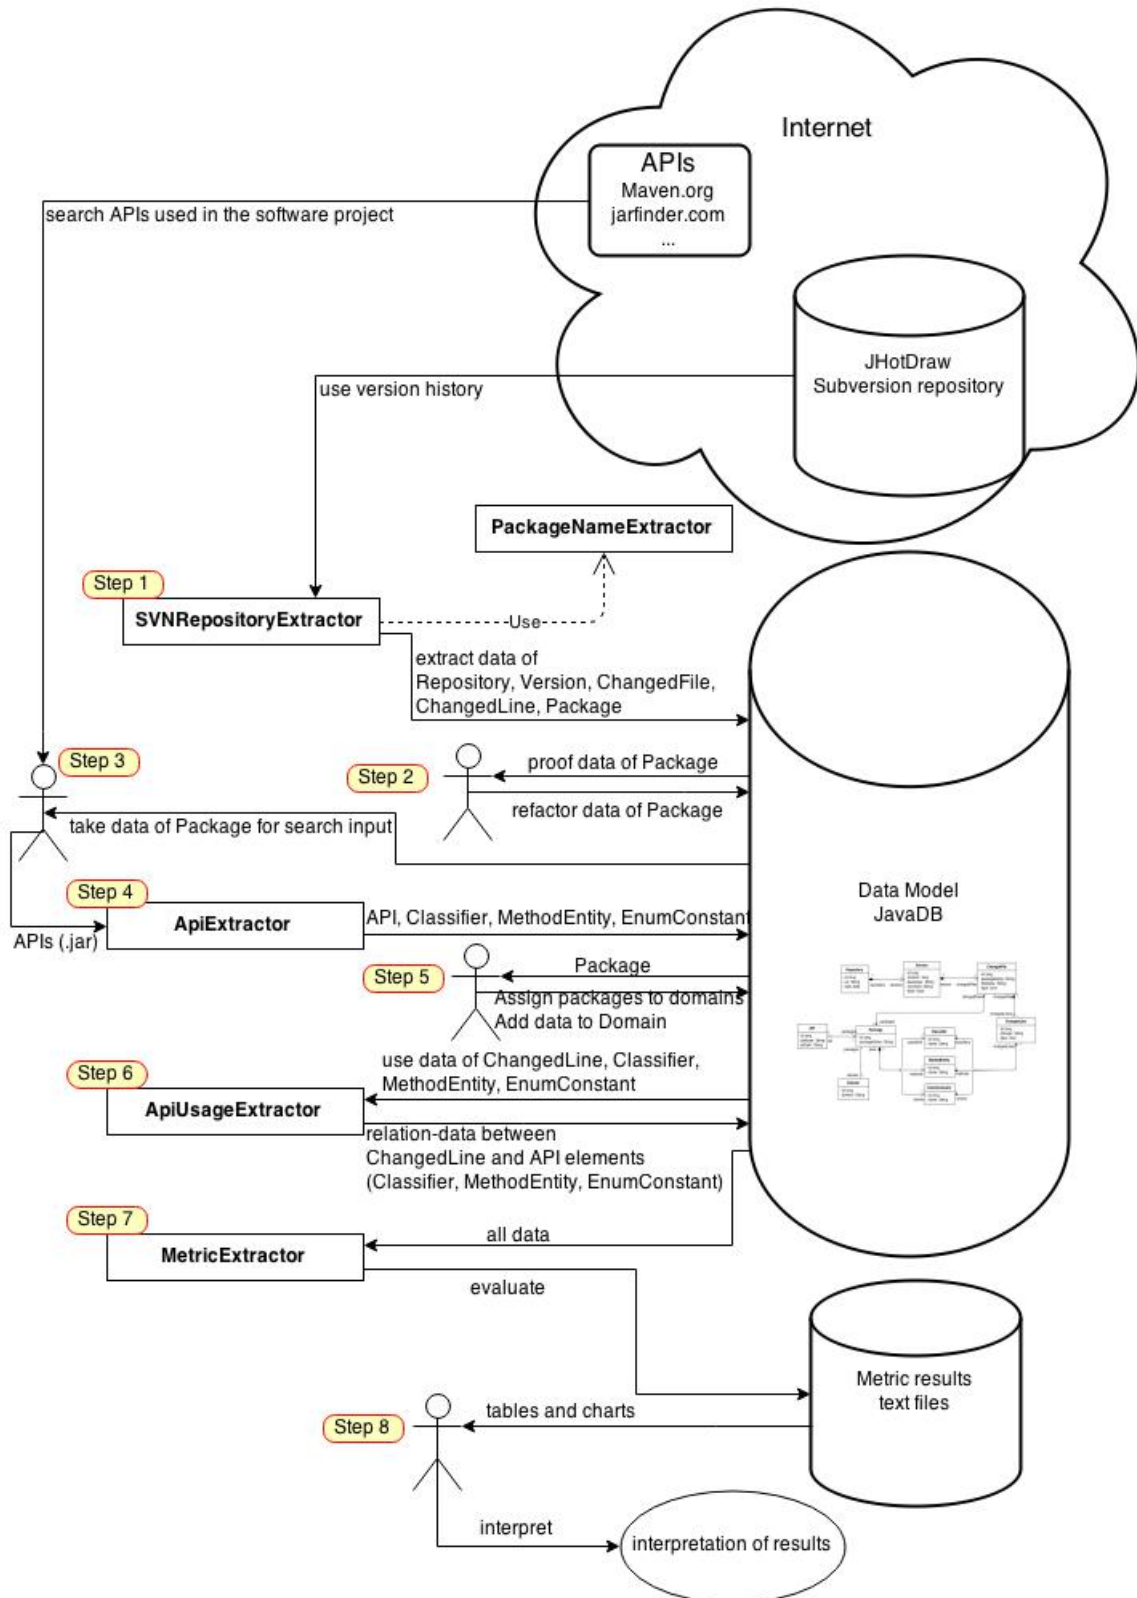 Internet
APIs
Maven.org
jarfinder.com
...
search APIs used in the software project
JHotDraw
Subversion repository
use version history
PackageNameExtractor
Step 1
SVNRepositoryExtractor
Use
extract data of
Repository, Version, ChangedFile,
ChangedLine, Package
Step 3
Step 2
proof data of Package
refactor data of Package
take data of Package for search input
Step 4
ApiExtractor
APIs (.jar)
API, Classifier, MethodEntity, EnumConstant
Data Model
JavaDB
Step 5
Package
Assign packages to domains
Add data to Domain
use data of ChangedLine, Classifier,
MethodEntity, EnumConstant
Step 6
ApiUsageExtractor
relation-data between
ChangedLine and API elements
(Classifier, MethodEntity, EnumConstant)
Step 7
MetricExtractor
all data
evaluate
Metric results
text files
Step 8
tables and charts
interpret
interpretation of results